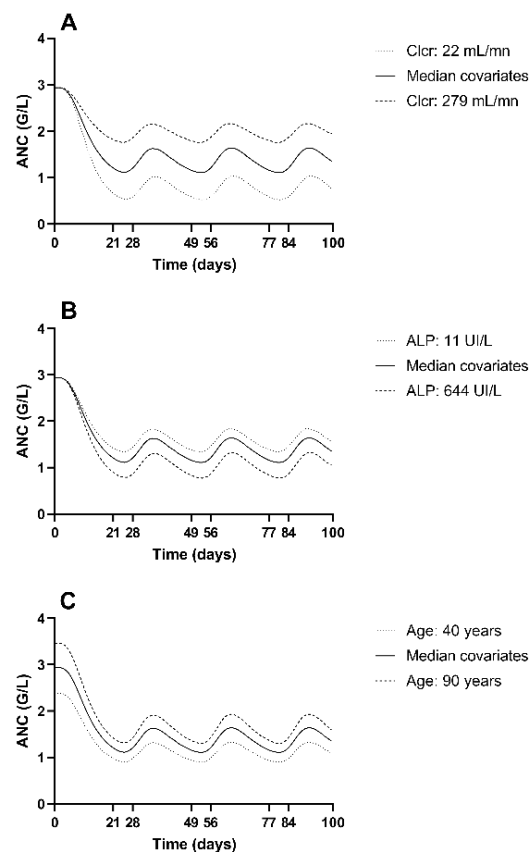 A
4
3
2
1
0
ANC (G/L)
0 21 28 49 56 77 84 100
Time (days)
Clcr: 22 mL/mn
Median covariates
Clcr: 279 mL/mn
B
4
3
2
1
0
ANC (G/L)
0 21 28 49 56 77 84 100
Time (days)
ALP: 11 UI/L
Median covariates
ALP: 644 UI/L
C
4
3
2
1
0
ANC (G/L)
0 21 28 49 56 77 84 100
Time (days)
Age: 40 years
Median covariates
Age: 90 years